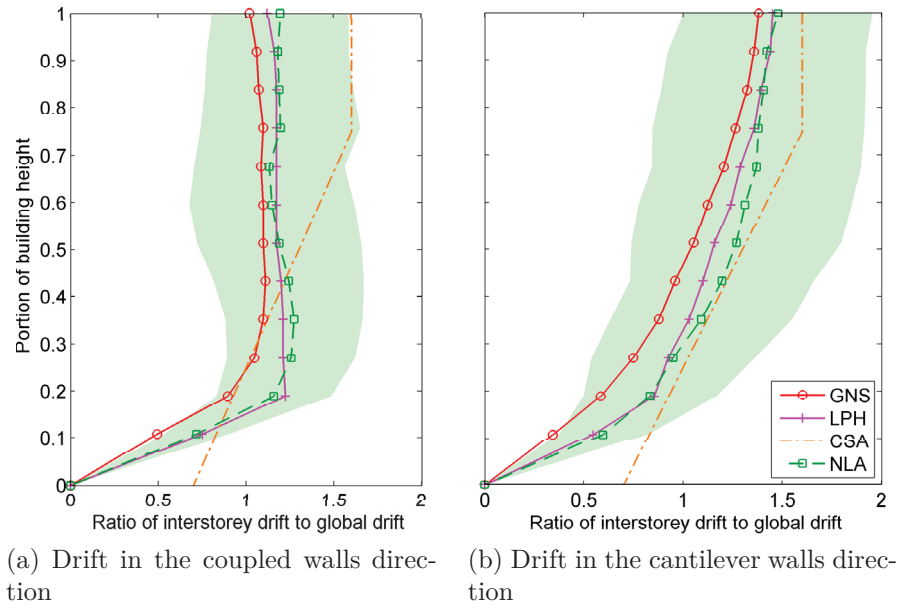 Portion of building height
1
0.9
0.8
0.7
0.6
0.5
0.4
0.3
0.2
0.1
0
0 0.5 1 1.5 2
Ratio of interstorey drift to global drift
0 0.5 1 1.5 2
Ratio of interstorey drift to global drift
GNS
LPH
CSA
NLA
(a) Drift in the coupled walls direc-
tion
(b) Drift in the cantilever walls direc-
tion